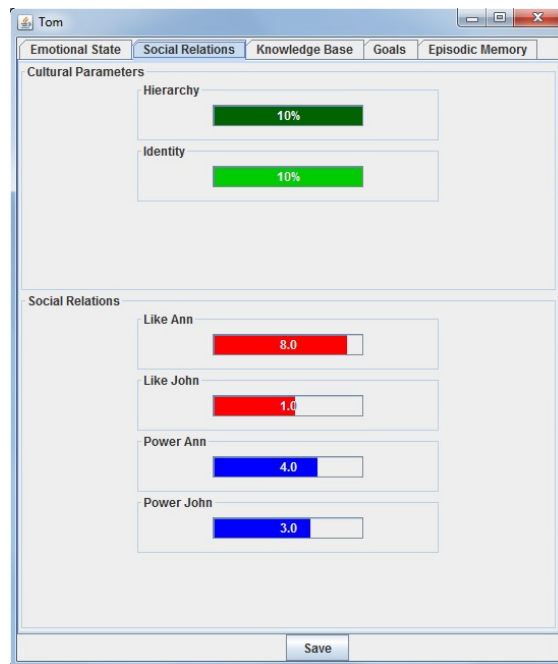 Tom
Emotional State Social Relations Knowledge Base Goals Episodic Memory
Cultural Parameters
Hierarchy
10%
Identity
10%
Social Relations
Like Ann
8.0
Like John
1.0
Power Ann
4.0
Power John
3.0
Save